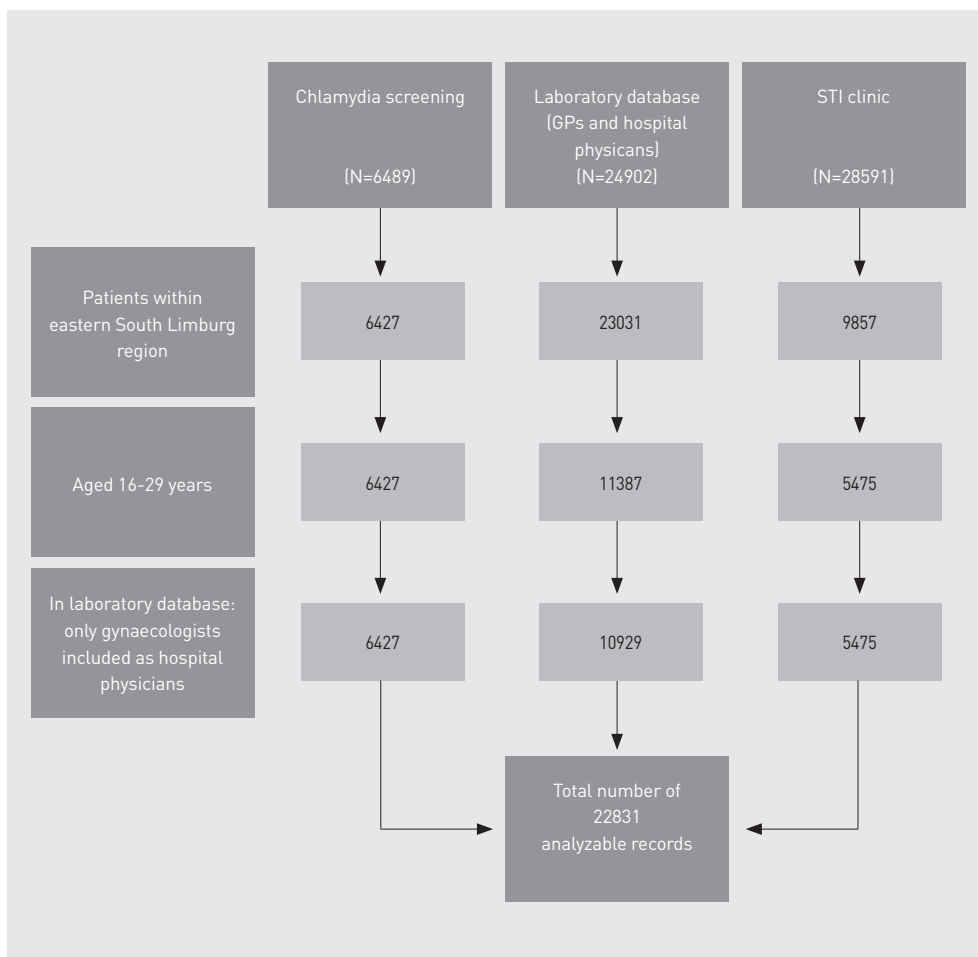 Chlamydia screening
(N=6489)
Laboratory database
(GPs and hospital
physicans)
(N=24902)
STI clinic
(N=28591)
Patients within
eastern South Limburg
region
6427
23031
9857
Aged 16-29 years
6427
11387
5475
In laboratory database:
only gynaecologists
included as hospital
physicians
6427
10929
5475
Total number of
22831
analyzable records